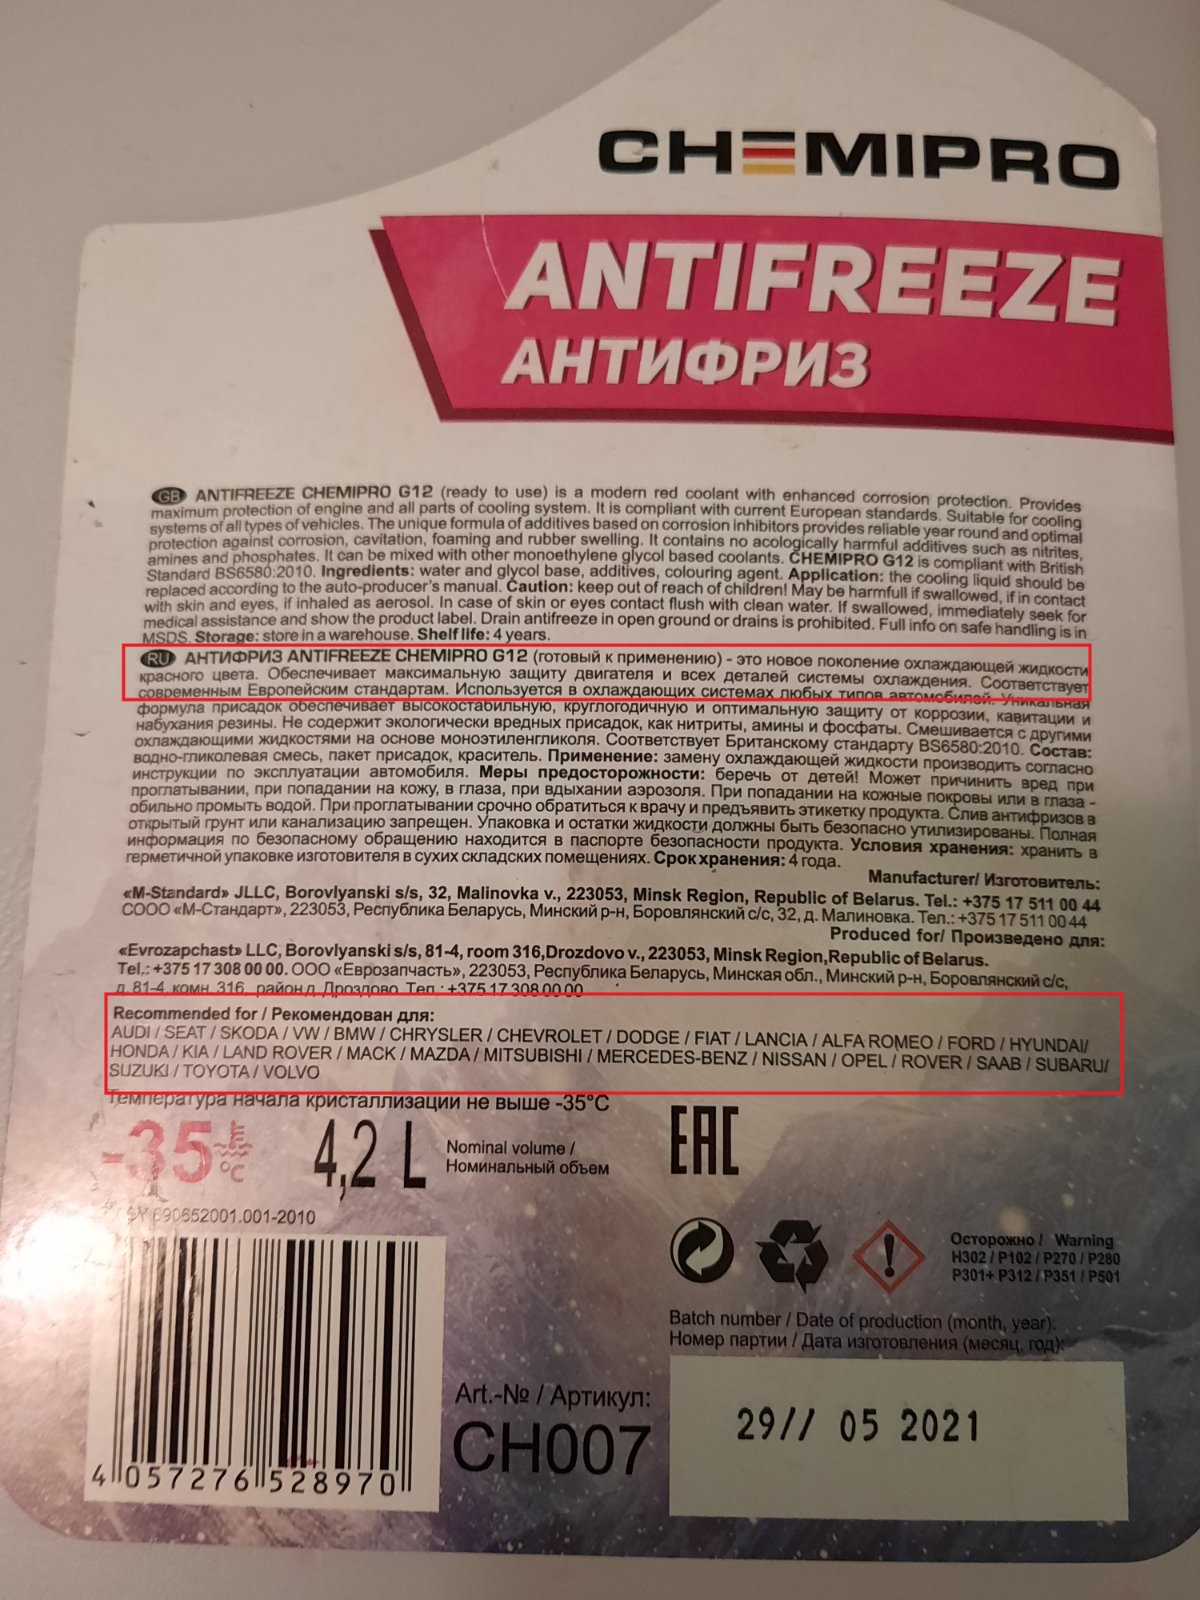 CHEMIPRO
ANTIFREEZE
АНТИФРИЗ
GB ANTIFREEZE CHEMIPRO G12 (ready to use) is a modern red coolant with enhanced corrosion protection. Provides
maximum protection of engine and all parts of cooling system. It is compliant with current European standards. Suitable for cooling
systems of all types of vehicles. The unique formula of additives based on corrosion inhibitors provides reliable year round and optimal
protection against corrosion, cavitation, foaming and rubber swelling. It contains no acologically harmful additives such as nitrites,
amines and phosphates. It can be mixed with other monoethylene glycol based coolants. CHEMIPRO G12 is compliant with British
Standard BS6580:2010. Ingredients: water and glycol base, additives, colouring agent. Application: the cooling liquid should be
replaced according to the auto-producer's manual. Caution: keep out of reach of children! May be harmfull if swallowed, if in contact
with skin and eyes, if inhaled as aerosol. In case of skin or eyes contact flush with clean water. If swallowed, immediately seek for
medical assistance and show the product label. Drain antifreeze in open ground or drains is prohibited. Full info on safe handling is in
MSDS. Storage: store in a warehouse. Shelf life: 4 years.
RU АНТИФРИЗ ANTIFREEZE CHEMIPRO G12 (готовый к применению) - это новое поколение охлаждающей жидкости
красного цвета. Обеспечивает максимальную защиту двигателя и всех деталей системы охлаждения. Соответствует
современным Европейским стандартам. Используется в охлаждающих системах любых типов автомобилей. Уникальная
формула присадок обеспечивает высокостабильную, круглогодичную и оптимальную защиту от коррозии, кавитации и
набухания резины. Не содержит экологически вредных присадок, как нитриты, амины и фосфаты. Смешивается с другими
охлаждающими жидкостями на основе моноэтиленгликоля. Соответствует Британскому стандарту BS6580:2010. Состав:
водно-гликолевая смесь, пакет присадок, краситель. Применение: замену охлаждающей жидкости производить согласно
инструкции по эксплуатации автомобиля. Меры предосторожности: беречь от детей! Может причинить вред при
проглатывании, при попадании на кожу, в глаза, при вдыхании аэрозоля. При попадании на кожные покровы или в глаза -
обильно промыть водой. При проглатывании срочно обратиться к врачу и предъявить этикетку продукта. Слив антифризов в
открытый грунт или канализацию запрещен. Упаковка и остатки жидкости должны быть безопасно утилизированы. Полная
информация по безопасному обращению находится в паспорте безопасности продукта. Условия хранения: хранить в
герметичной упаковке изготовителя в сухих складских помещениях. Срок хранения: 4 года.
Manufacturer/ Изготовитель:
«M-Standard» JLLC, Borovlyanski s/s, 32, Malinovka v., 223053, Minsk Region, Republic of Belarus. Tel.: +375 17 511 00 44
СООО «М-Стандарт», 223053, Республика Беларусь, Минский р-н, Боровлянский с/с, 32, д. Малиновка. Тел.: +375 17 511 00 44
Produced for/ Произведено для:
«Evrozapchast» LLC, Borovlyanski s/s, 81-4, room 316,Drozdovo v., 223053, Minsk Region,Republic of Belarus.
Tel.: +375 17 308 00 00. ООО «Еврозапчасть», 223053, Республика Беларусь, Минская обл., Минский р-н, Боровлянский с/с,
д. 81-4, комн. 316, район д. Дроздово. Тел.: +375 17 308 00 00
Recommended for / Рекомендован для:
AUDI / SEAT / SKODA / VW / BMW / CHRYSLER / CHEVROLET / DODGE / FIAT / LANCIA / ALFA ROMEO / FORD / HYUNDAI/
HONDA / KIA / LAND ROVER / MACK / MAZDA / MITSUBISHI / MERCEDES-BENZ / NISSAN / OPEL / ROVER / SAAB / SUBARU/
SUZUKI / TOYOTA / VOLVO
Температура начала кристаллизации не выше -35°C
-35 °C
4,2 L
Nominal volume /
Номинальный объем
EAC
690652001.001-2010
Осторожно / Warning
H302 / P102 / P270 / P280
P301+ P312 / P351 / P501
Batch number / Date of production (month, year):
Номер партии / Дата изготовления (месяц, год):
29// 05 2021
Art.-№ / Артикул:
CH007
4 057276 528970